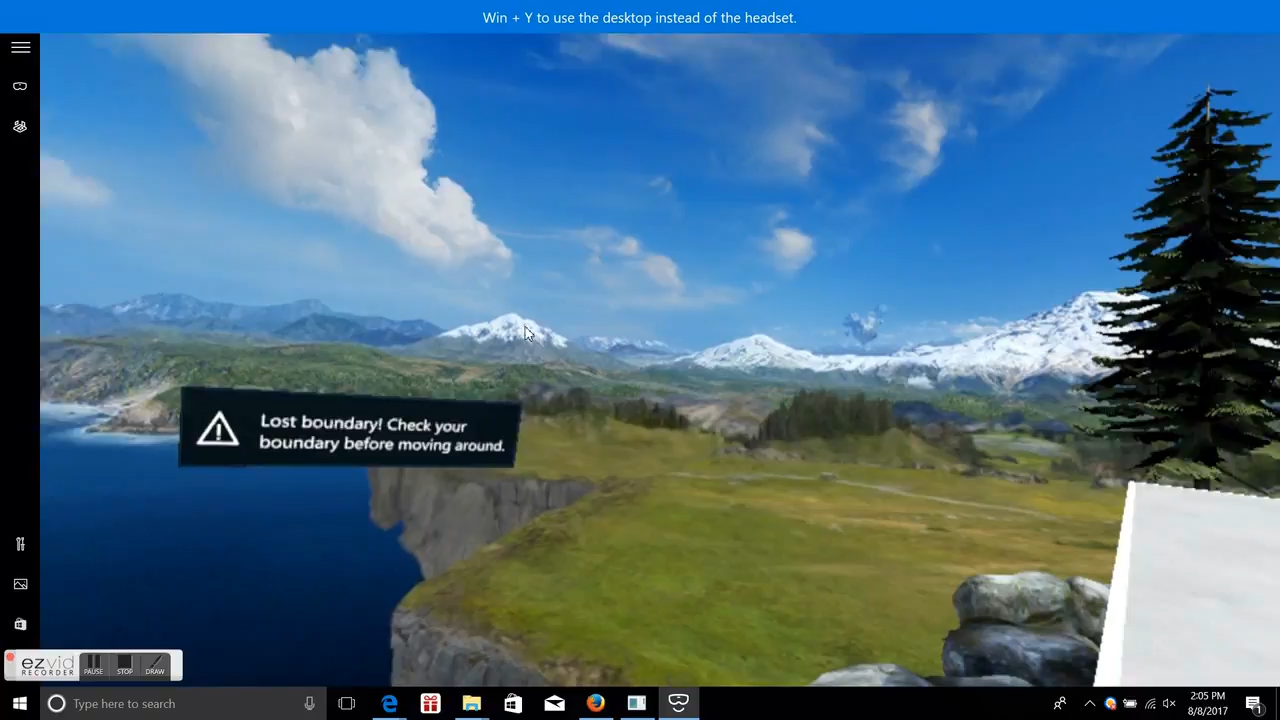 Win + Y to use the desktop instead of the headset.
Lost boundary! Check your
boundary before moving around.
ezvid
RECORDER
PAUSE
STOP
DRAW
Type here to search
2:05 PM
8/8/2017
1